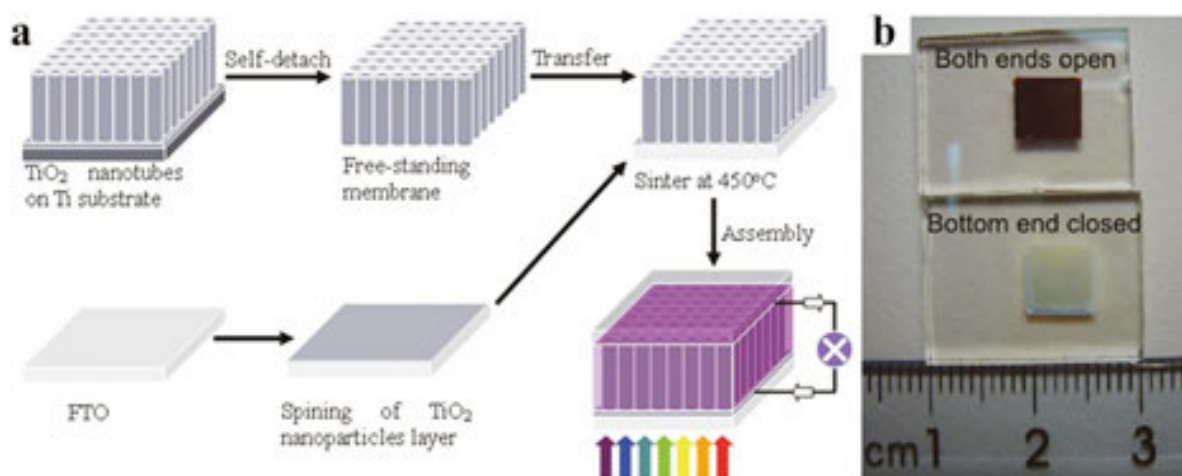 a
Self-detach
Transfer
TiO₂ nanotubes
on Ti substrate
Free-standing
membrane
Sinter at 450°C
Assembly
FTO
Spining of TiO₂
nanoparticles layer
b
Both ends open
Bottom end closed
cm 1 2 3